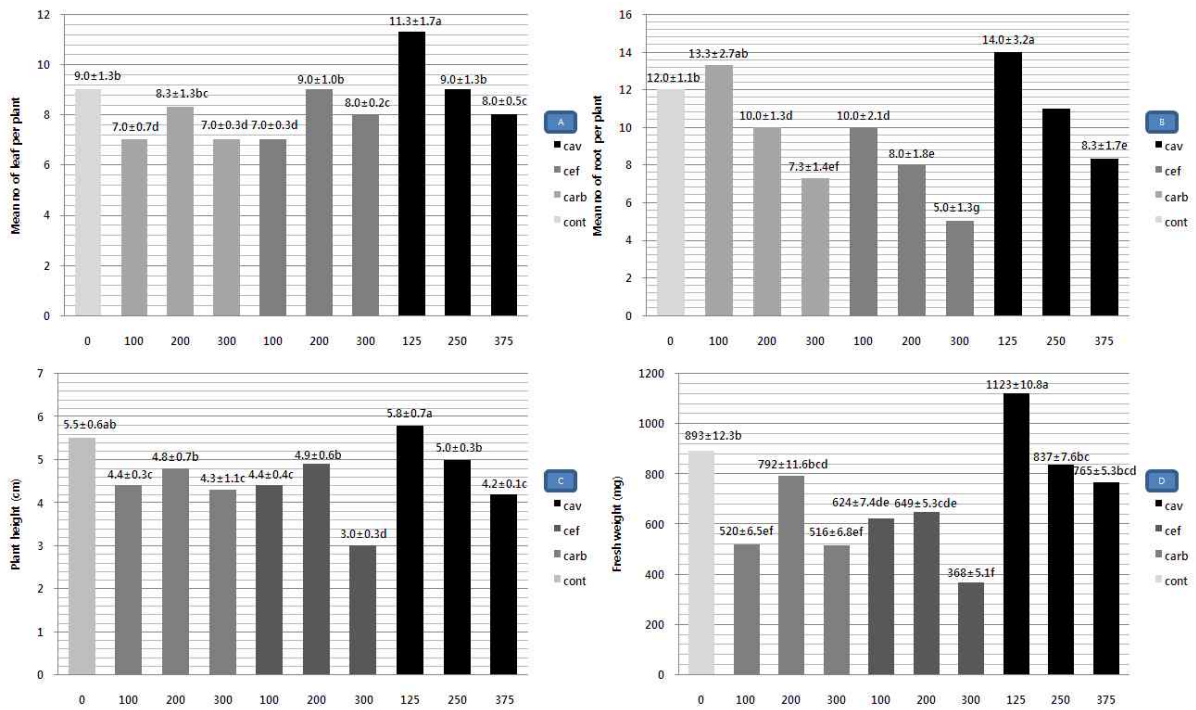 Mean no of leaf per plant
12
10
8
6
4
2
0
9.0±1.3b
7.0±0.7d
8.3±1.3bc
7.0±0.3d
7.0±0.3d
9.0±1.0b
8.0±0.2c
11.3±1.7a
9.0±1.3b
8.0±0.5c
0 100 200 300 100 200 300 125 250 375
A
cav
cef
carb
cont
Mean no of root per plant
16
14
12
10
8
6
4
2
0
12.0±1.1b
13.3±2.7ab
10.0±1.3d
7.3±1.4ef
10.0±2.1d
8.0±1.8e
5.0±1.3g
14.0±3.2a
8.3±1.7e
0 100 200 300 100 200 300 125 250 375
B
cav
cef
carb
cont
Plant height (cm)
7
6
5
4
3
2
1
0
5.5±0.6ab
4.4±0.3c
4.8±0.7b
4.3±1.1c
4.4±0.4c
4.9±0.6b
3.0±0.3d
5.8±0.7a
5.0±0.3b
4.2±0.1c
0 100 200 300 100 200 300 125 250 375
C
cav
cef
carb
cont
Fresh weight (mg)
1200
1000
800
600
400
200
0
893±12.3b
520±6.5ef
792±11.6bcd
516±6.8ef
624±7.4de
649±5.3cde
368±5.1f
1123±10.8a
837±7.6bc
765±5.3bcd
0 100 200 300 100 200 300 125 250 375
D
cav
cef
carb
cont